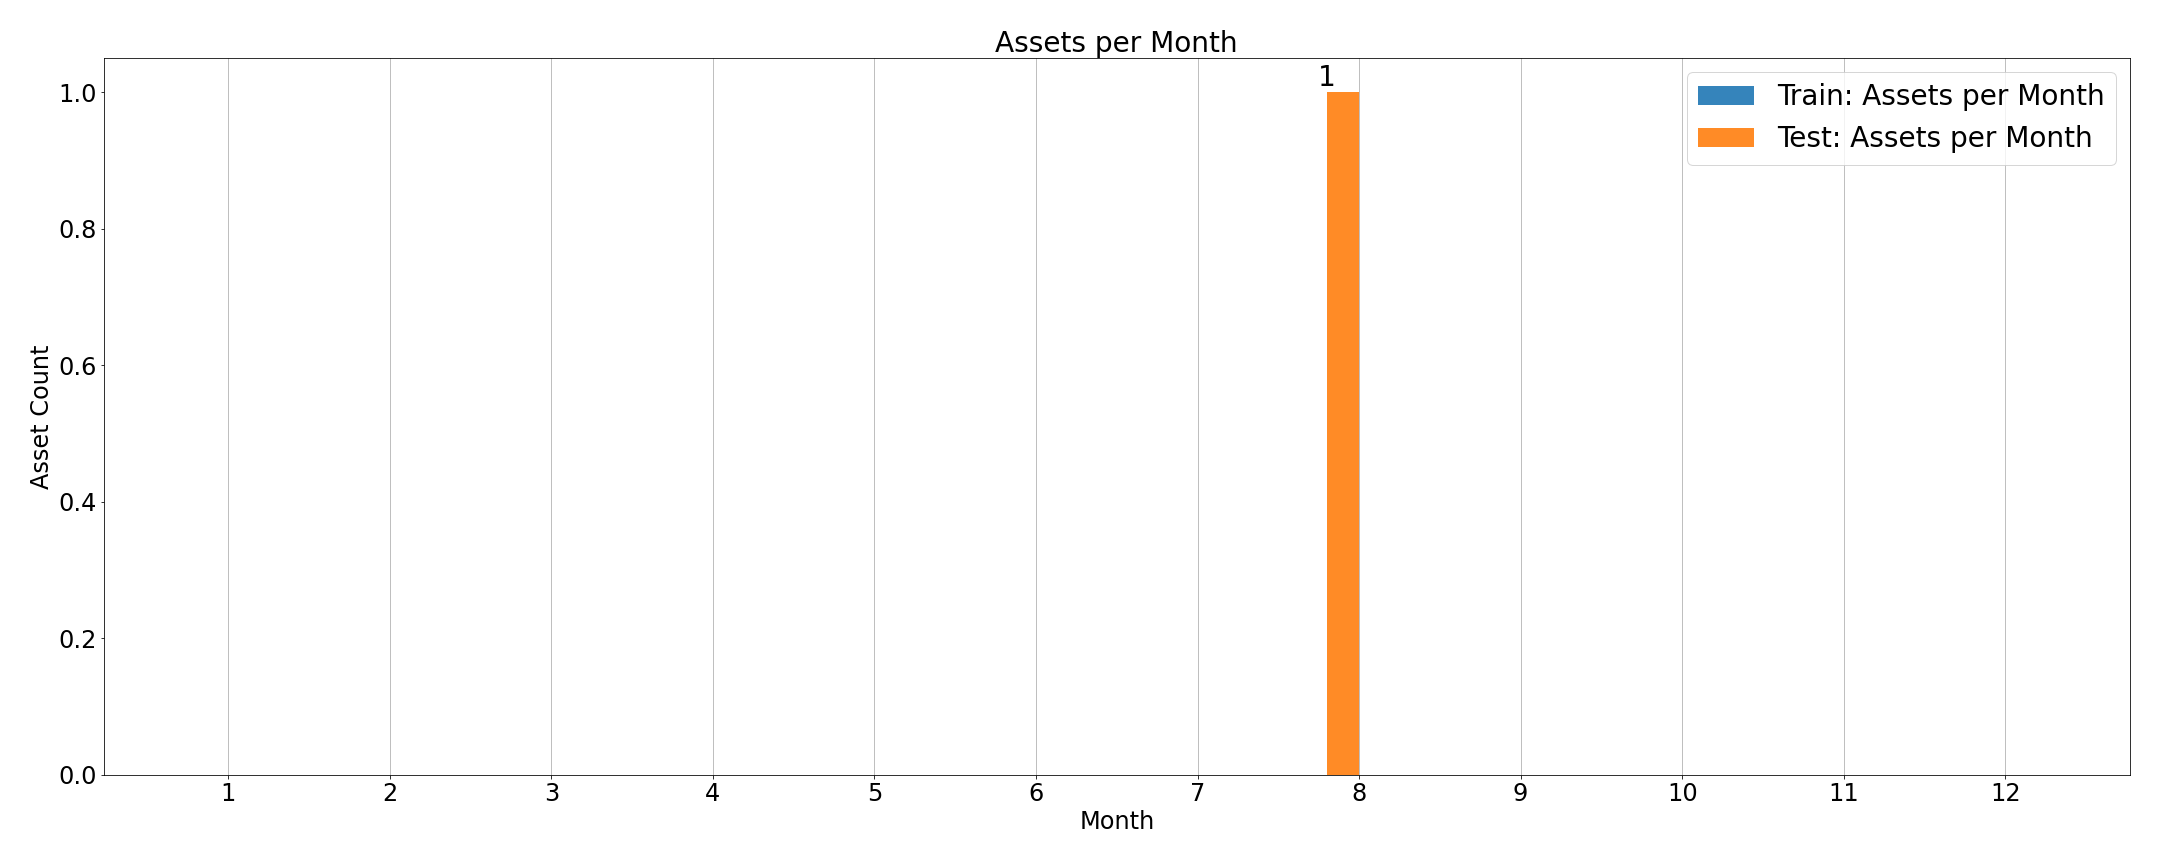 Assets per Month
1
Train: Assets per Month
Test: Assets per Month
1.0
0.8
0.6
0.4
0.2
0.0
Asset Count
1 2 3 4 5 6 7 8 9 10 11 12
Month